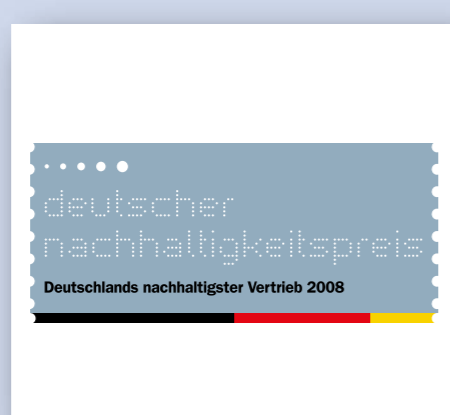 deutscher
nachhaltigkeitspreis
Deutschlands nachhaltigster Vertrieb 2008